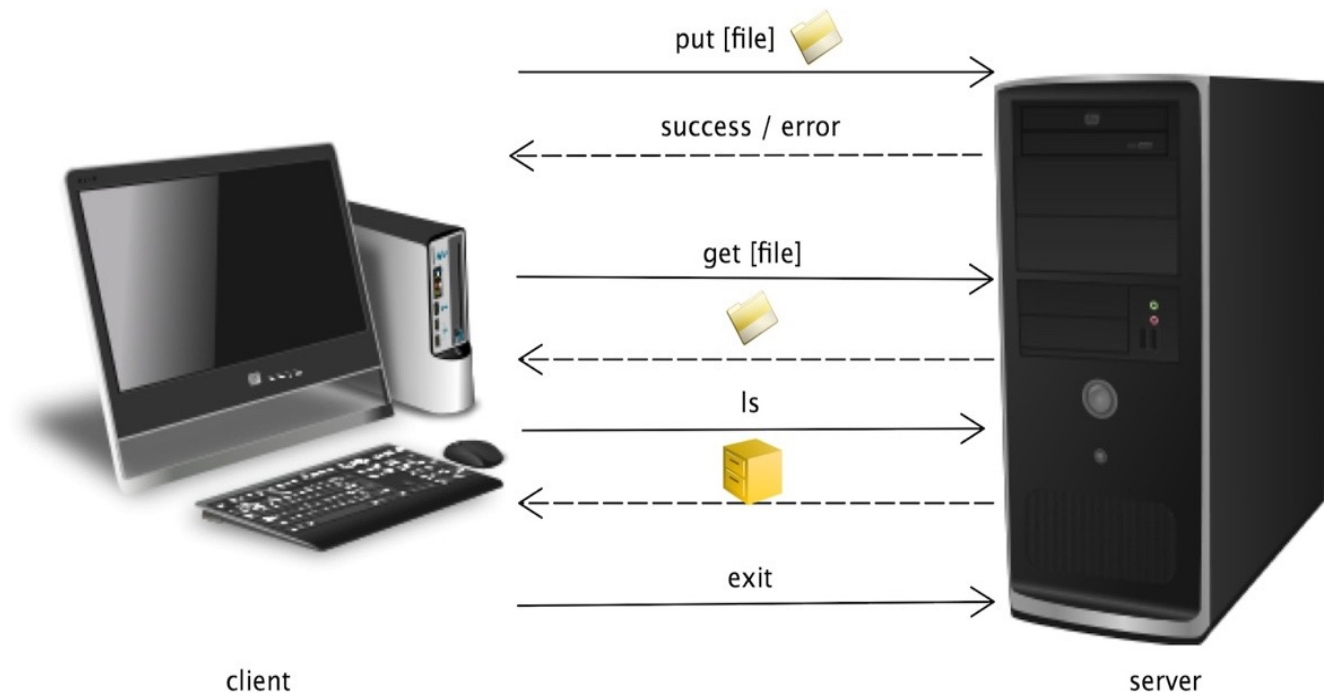 put [file]
success / error
get [file]
ls
exit
client
server